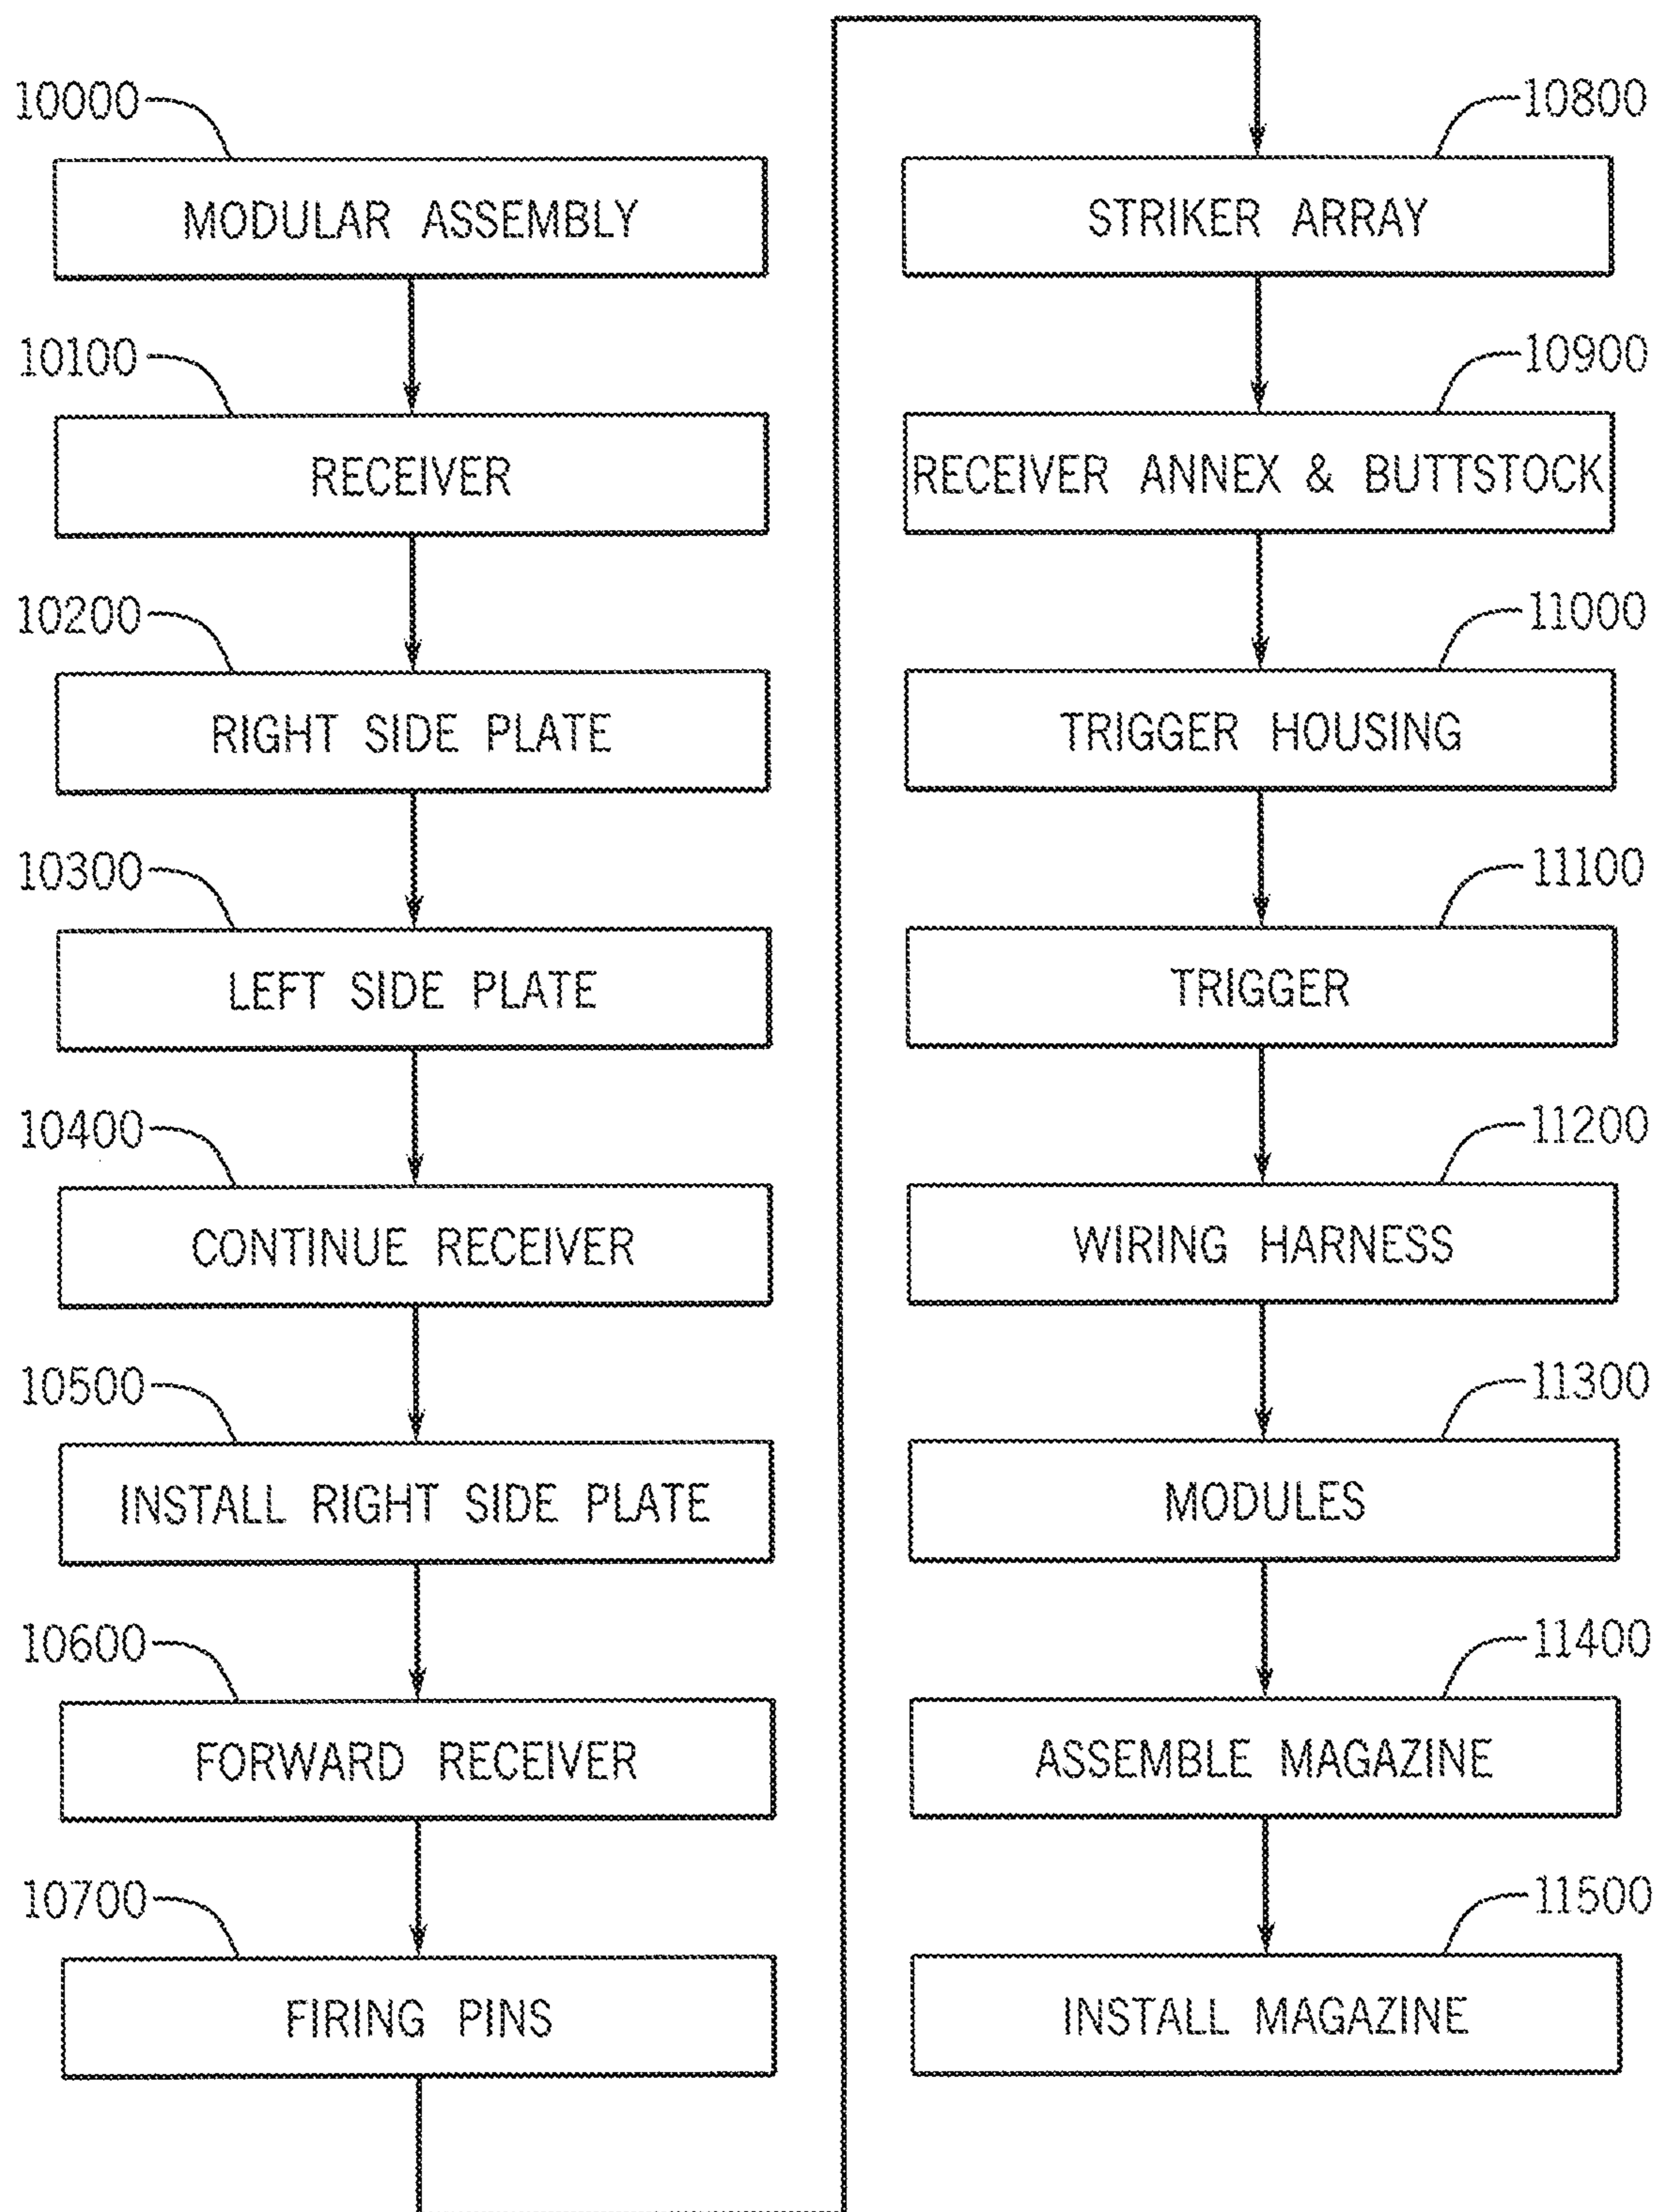 10000
MODULAR ASSEMBLY
10100
RECEIVER
10200
RIGHT SIDE PLATE
10300
LEFT SIDE PLATE
10400
CONTINUE RECEIVER
10500
INSTALL RIGHT SIDE PLATE
10600
FORWARD RECEIVER
10700
FIRING PINS
10800
STRIKER ARRAY
10900
RECEIVER ANNEX & BUTTSTOCK
11000
TRIGGER HOUSING
11100
TRIGGER
11200
WIRING HARNESS
11300
MODULES
11400
ASSEMBLE MAGAZINE
11500
INSTALL MAGAZINE